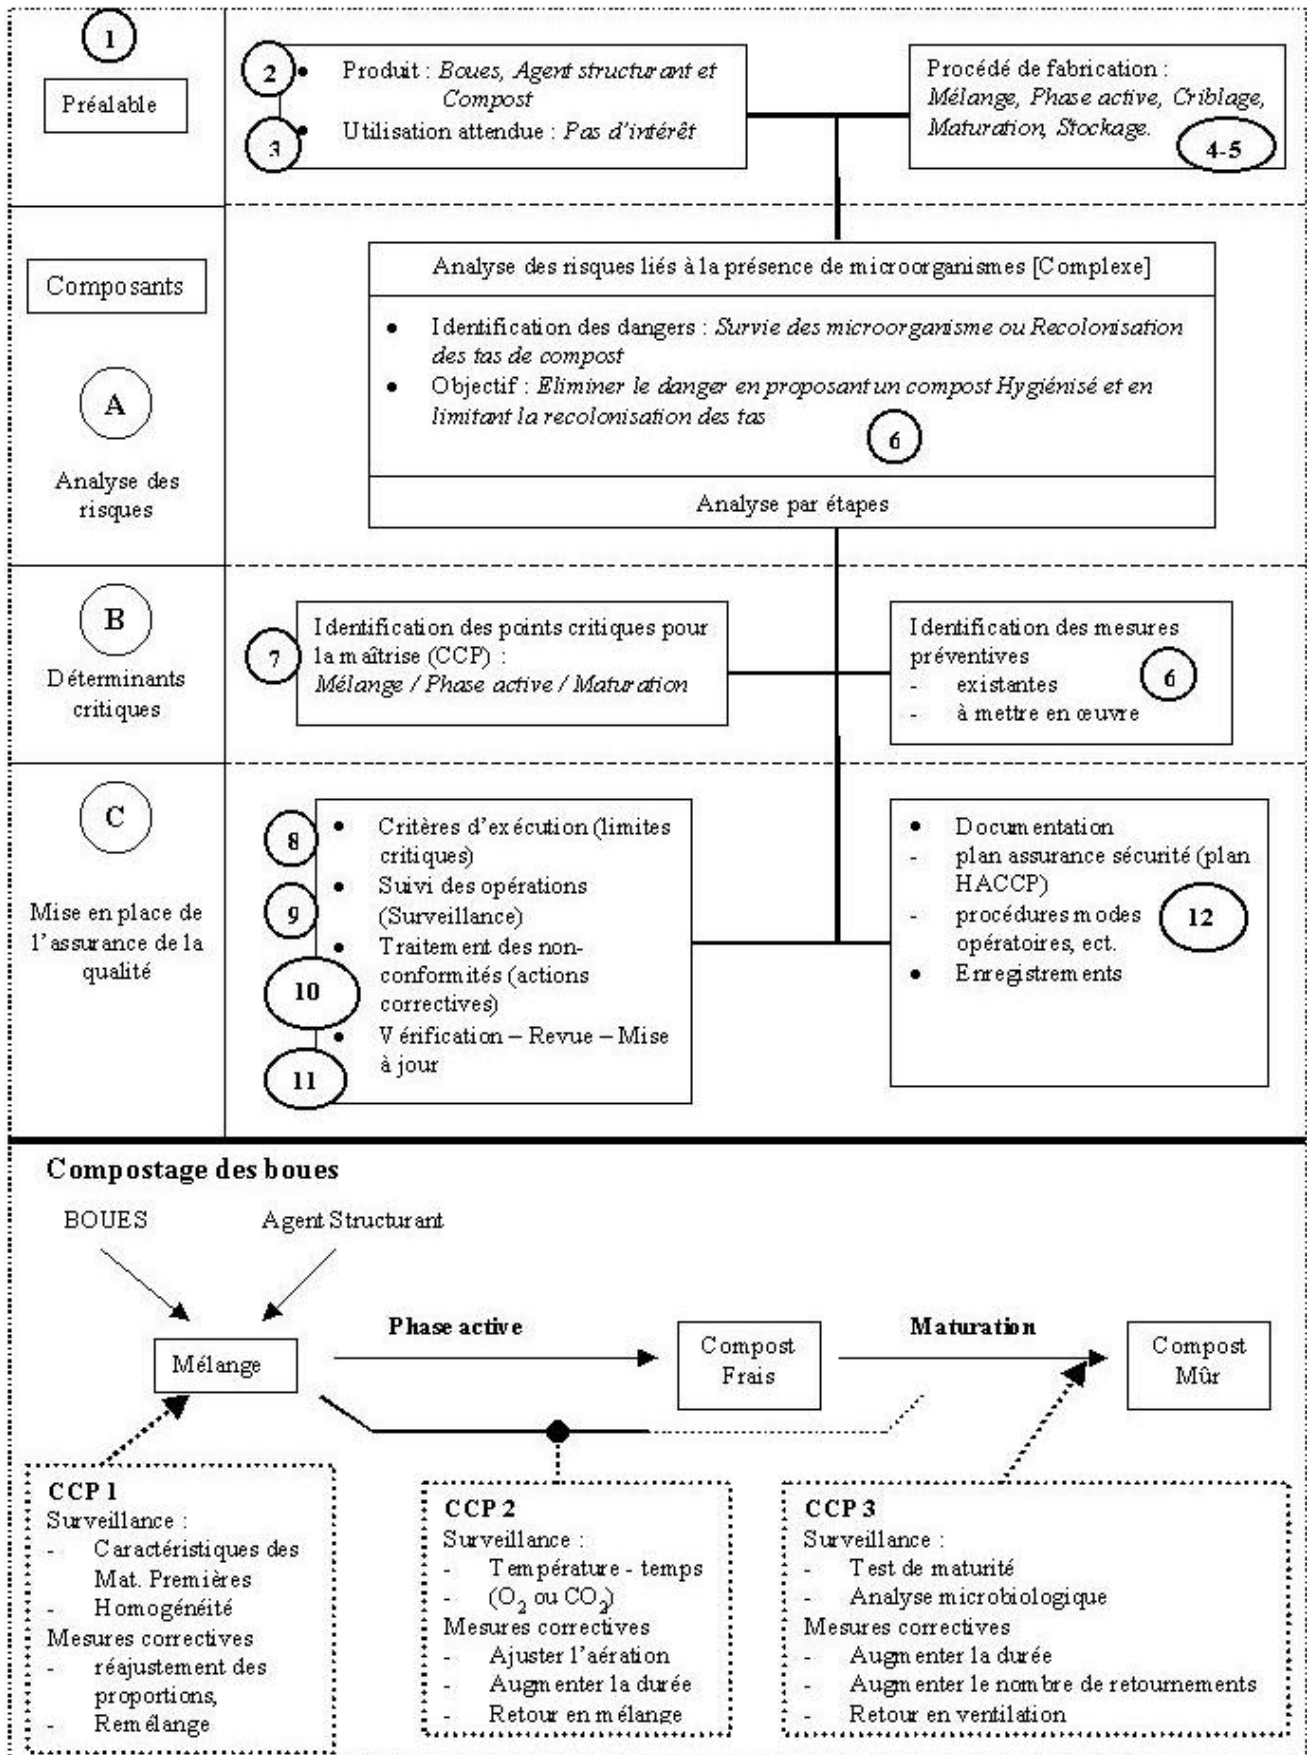 1
Préalable
2
Produit : Boues, Agent structurant et
Compost
3
Utilisation attendue : Pas d'intérêt
Procédé de fabrication :
Mélange, Phase active, Criblage,
Maturation, Stockage.
4-5
Composants
A
Analyse des
risques
Analyse des risques liés à la présence de microorganismes [Complexe]
Identification des dangers : Survie des microorganisme ou Recolonisation
des tas de compost
Objectif : Eliminer le danger en proposant un compost Hygiénisé et en
limitant la recolonisation des tas
6
Analyse par étapes
B
Déterminants
critiques
7
Identification des points critiques pour
la maîtrise (CCP) :
Mélange / Phase active / Maturation
Identification des mesures
préventives
- existantes
- à mettre en œuvre
6
C
Mise en place de
l'assurance de la
qualité
8
Critères d'exécution (limites
critiques)
9
Suivi des opérations
(Surveillance)
10
Traitement des non-
conformités (actions
correctives)
11
Vérification – Revue – Mise
à jour
Documentation
- plan assurance sécurité (plan
HACCP)
- procédures modes
opératoires, ect.
12
Enregistrements
Compostage des boues
BOUES
Agent Structurant
Mélange
Phase active
Compost
Frais
Maturation
Compost
Mûr
CCP 1
Surveillance :
- Caractéristiques des
Mat. Premières
- Homogénéité
Mesures correctives
- réajustement des
proportions,
- Remélange
CCP 2
Surveillance :
- Température - temps
- (O2 ou CO2)
Mesures correctives
- Ajuster l'aération
- Augmenter la durée
- Retour en mélange
CCP 3
Surveillance :
- Test de maturité
- Analyse microbiologique
Mesures correctives
- Augmenter la durée
- Augmenter le nombre de retournements
- Retour en ventilation